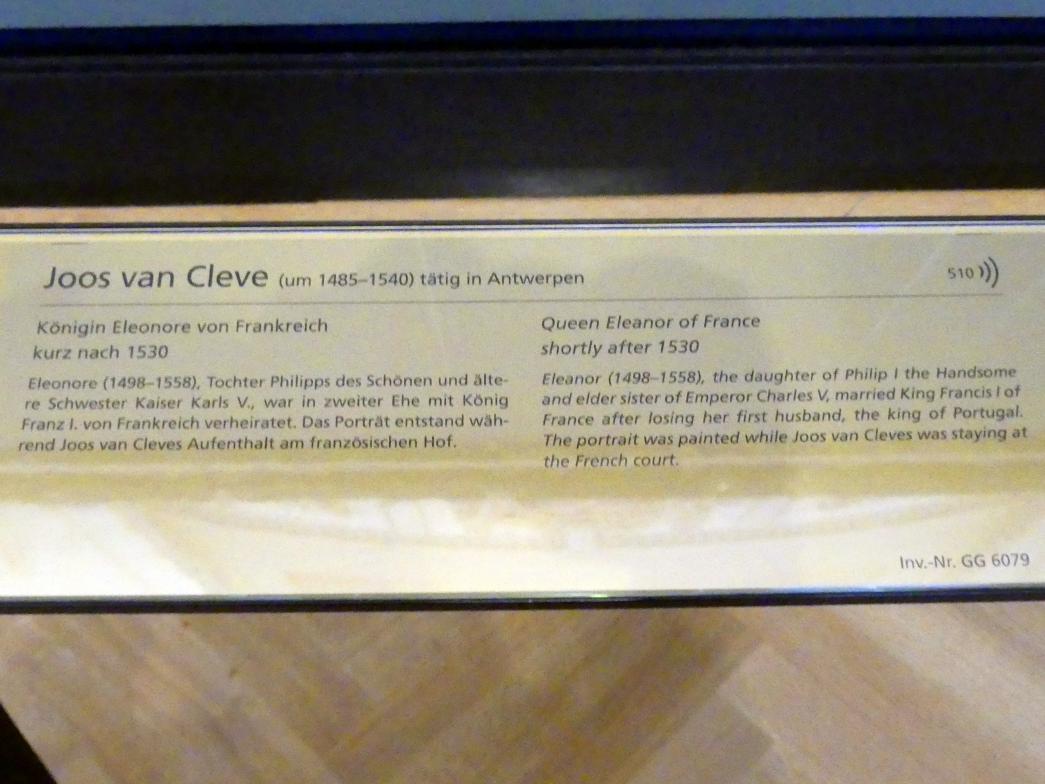 Joos van Cleve (um 1485–1540) tätig in Antwerpen
510
Königin Eleonore von Frankreich
kurz nach 1530
Eleonore (1498–1558), Tochter Philipps des Schönen und älte-
re Schwester Kaiser Karls V., war in zweiter Ehe mit König
Franz I. von Frankreich verheiratet. Das Porträt entstand wäh-
rend Joos van Cleves Aufenthalt am französischen Hof.
Queen Eleanor of France
shortly after 1530
Eleanor (1498–1558), the daughter of Philip I the Handsome
and elder sister of Emperor Charles V, married King Francis I of
France after losing her first husband, the king of Portugal.
The portrait was painted while Joos van Cleves was staying at
the French court.
Inv.-Nr. GG 6079